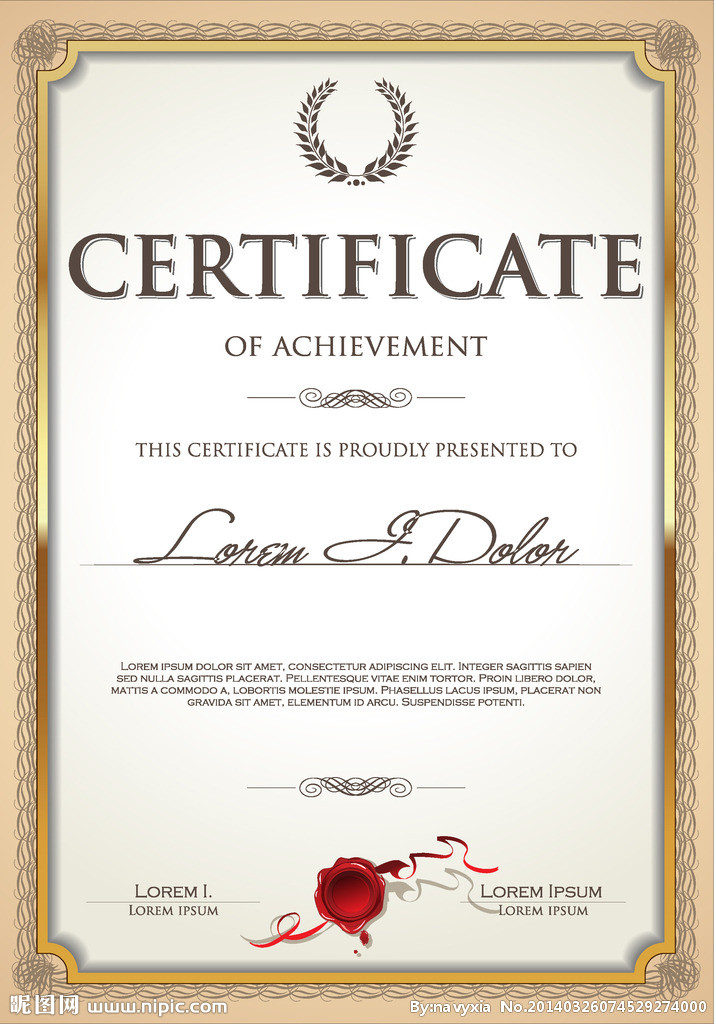 CERTIFICATE
OF ACHIEVEMENT
THIS CERTIFICATE IS PROUDLY PRESENTED TO
Lorem J. Dolor
LOREM IPSUM DOLOR SIT AMET, CONSECTETUR ADIPISCING ELIT. INTEGER SAGITTIS SAPIEN
SED NULLA SAGITTIS PLACERAT. PELLENTESQUE VITAE ENIM TORTOR. PROIN LIBERO DOLOR,
MATTIS A COMMODO A, LOBORTIS MOLESTIE IPSUM. PHASELLUS LACUS IPSUM, PLACERAT NON
GRAVIDA SIT AMET, ELEMENTUM ID ARCU. SUSPENDISSE POTENTI.
LOREM I.
LOREM IPSUM
LOREM IPSUM
LOREM IPSUM
昵图网 www.nipic.com
By:navyxia No.20140326074529274000